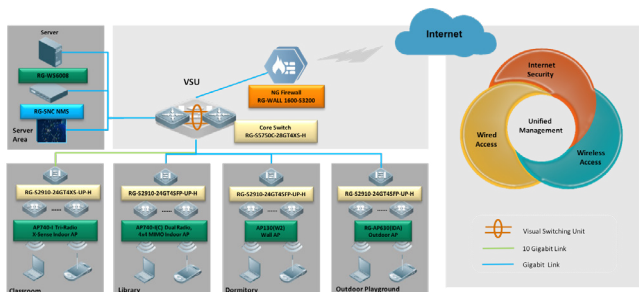 Server
RG-WS6008
RG-SNC NMS
Server
Area
VSU
NG Firewall
RG-WALL 1600-S3200
Core Switch
RG-S5750C-28GT4XS-H
Internet
RG-S2910-24GT4XS-UP-H
AP740-I Tri-Radio
X-Sense Indoor AP
Classroom
RG-S2910-24GT4SFP-UP-H
AP740-I(C) Dual Radio,
4x4 MIMO Indoor AP
Library
RG-S2910-24GT4SFP-UP-H
AP130(W2)
Wall AP
Dormitory
RG-S2910-24GT4SFP-UP-H
RG-AP630(IDA)
Outdoor AP
Outdoor Playground
Internet
Security
Wired
Access
Unified
Management
Wireless
Access
Visual Switching Unit
10 Gigabit Link
Gigabit Link